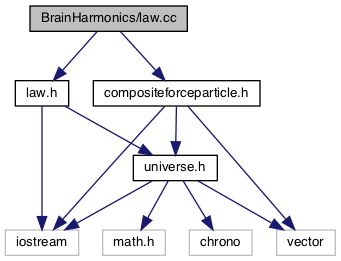 BrainHarmonics/law.cc
law.h
compositeforceparticle.h
universe.h
iostream
math.h
chrono
vector